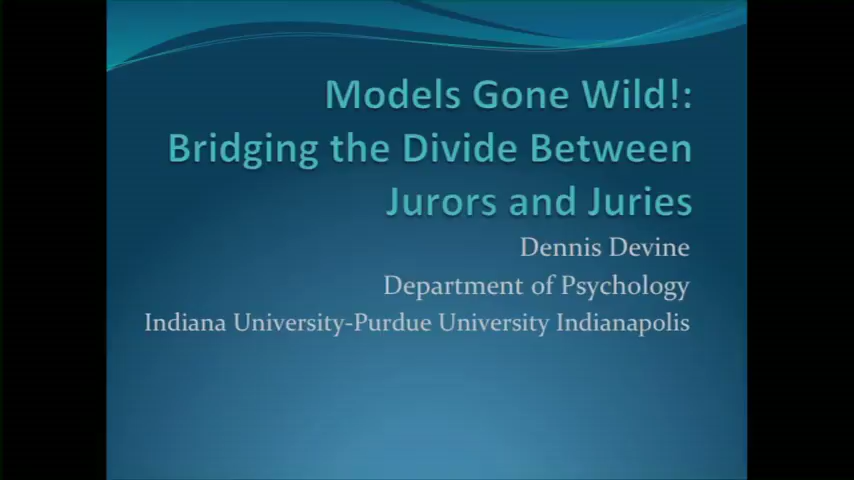 Models Gone Wild!:
Bridging the Divide Between
Jurors and Juries
Dennis Devine
Department of Psychology
Indiana University-Purdue University Indianapolis